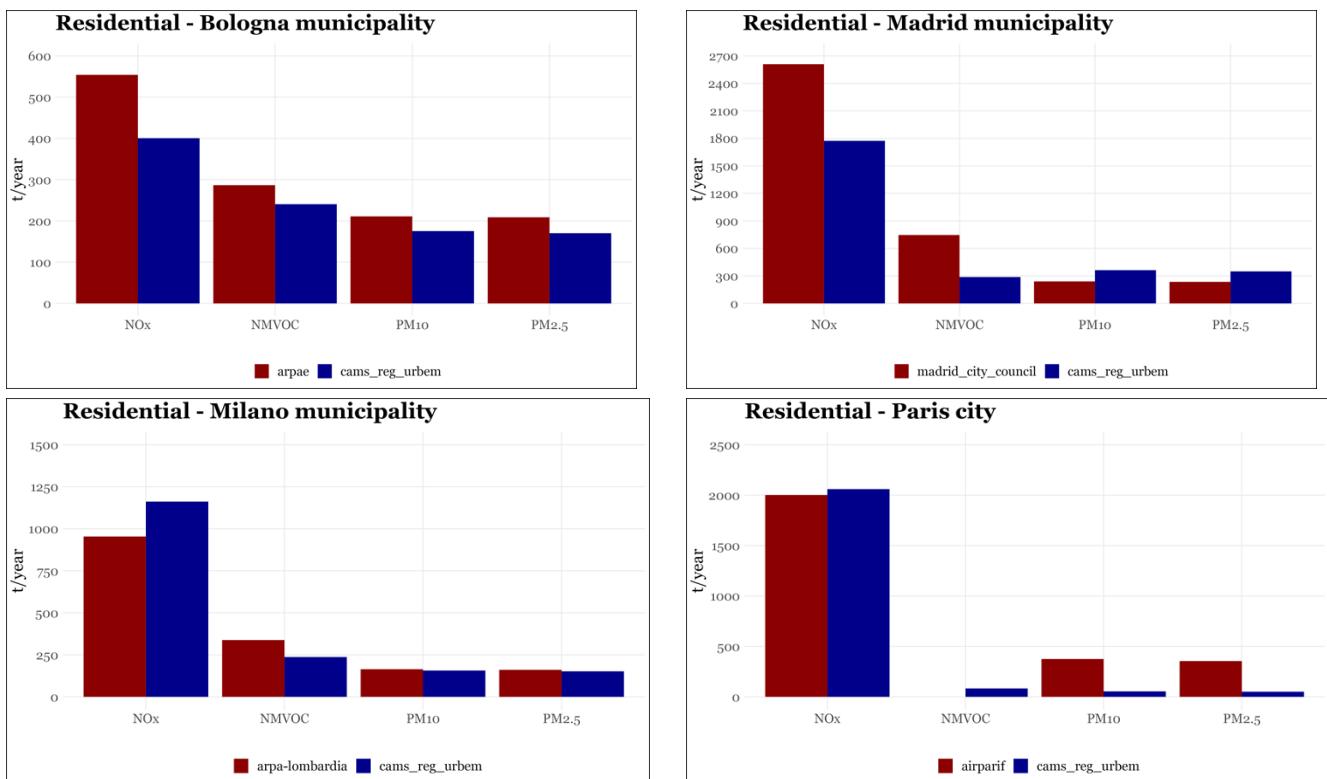 Residential - Bologna municipality
t/year
600
500
400
300
200
100
0
NOx NMVOC PM10 PM2.5
arpae cams_reg_urbem
Residential - Madrid municipality
t/year
2700
2400
2100
1800
1500
1200
900
600
300
0
NOx NMVOC PM10 PM2.5
madrid_city_council cams_reg_urbem
Residential - Milano municipality
t/year
1500
1250
1000
750
500
250
0
NOx NMVOC PM10 PM2.5
arpa-lombardia cams_reg_urbem
Residential - Paris city
t/year
2500
2000
1500
1000
500
0
NOx NMVOC PM10 PM2.5
airparif cams_reg_urbem